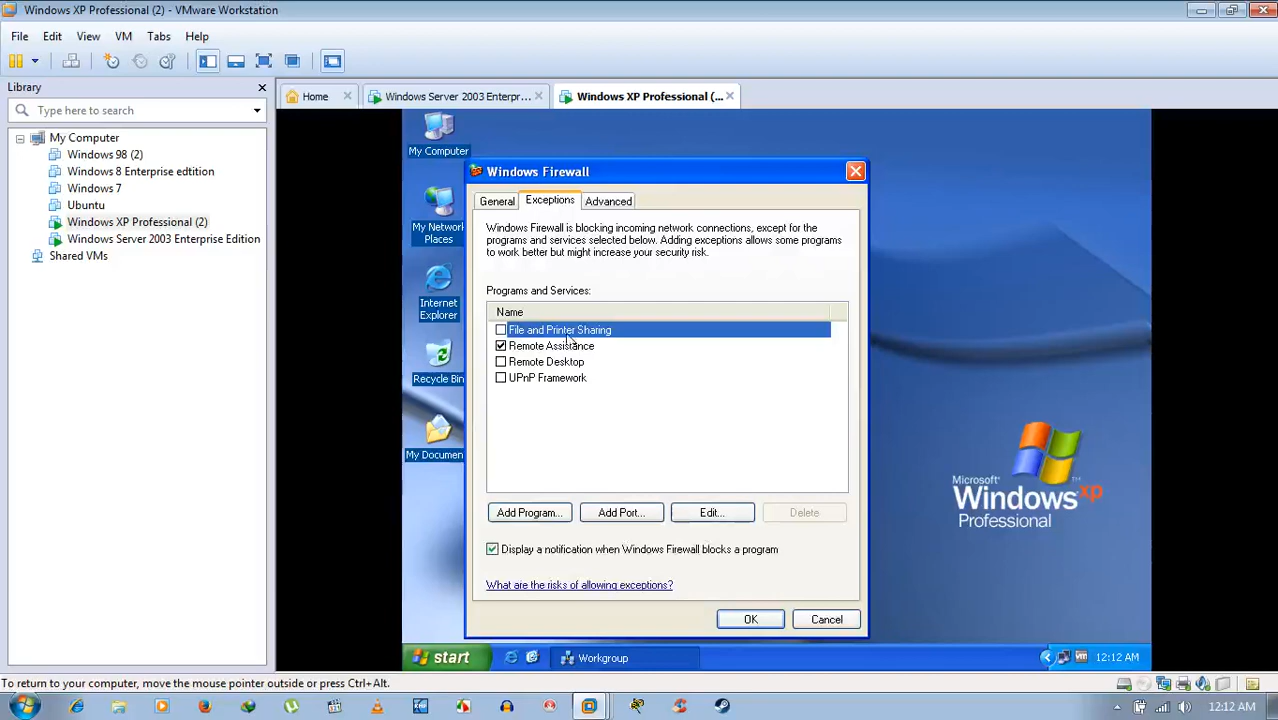 Windows XP Professional (2) - VMware Workstation
File Edit View VM Tabs Help
Library
Type here to search
My Computer
Windows 98 (2)
Windows 8 Enterprise edtition
Windows 7
Ubuntu
Windows XP Professional (2)
Windows Server 2003 Enterprise Edition
Shared VMs
Home
Windows Server 2003 Enterpr...
Windows XP Professional (...
My Computer
My Network
Places
Internet
Explorer
Recycle Bin
My Docume
Windows Firewall
General Exceptions Advanced
Windows Firewall is blocking incoming network connections, except for the
programs and services selected below. Adding exceptions allows some programs
to work better but might increase your security risk.
Programs and Services:
Name
File and Printer Sharing
Remote Assistance
Remote Desktop
UPnP Framework
Add Program... Add Port... Edit... Delete
Display a notification when Windows Firewall blocks a program
What are the risks of allowing exceptions?
OK Cancel
Microsoft
Windows xp
Professional
start
Workgroup
12:12 AM
To return to your computer, move the mouse pointer outside or press Ctrl+Alt.
12:12 AM